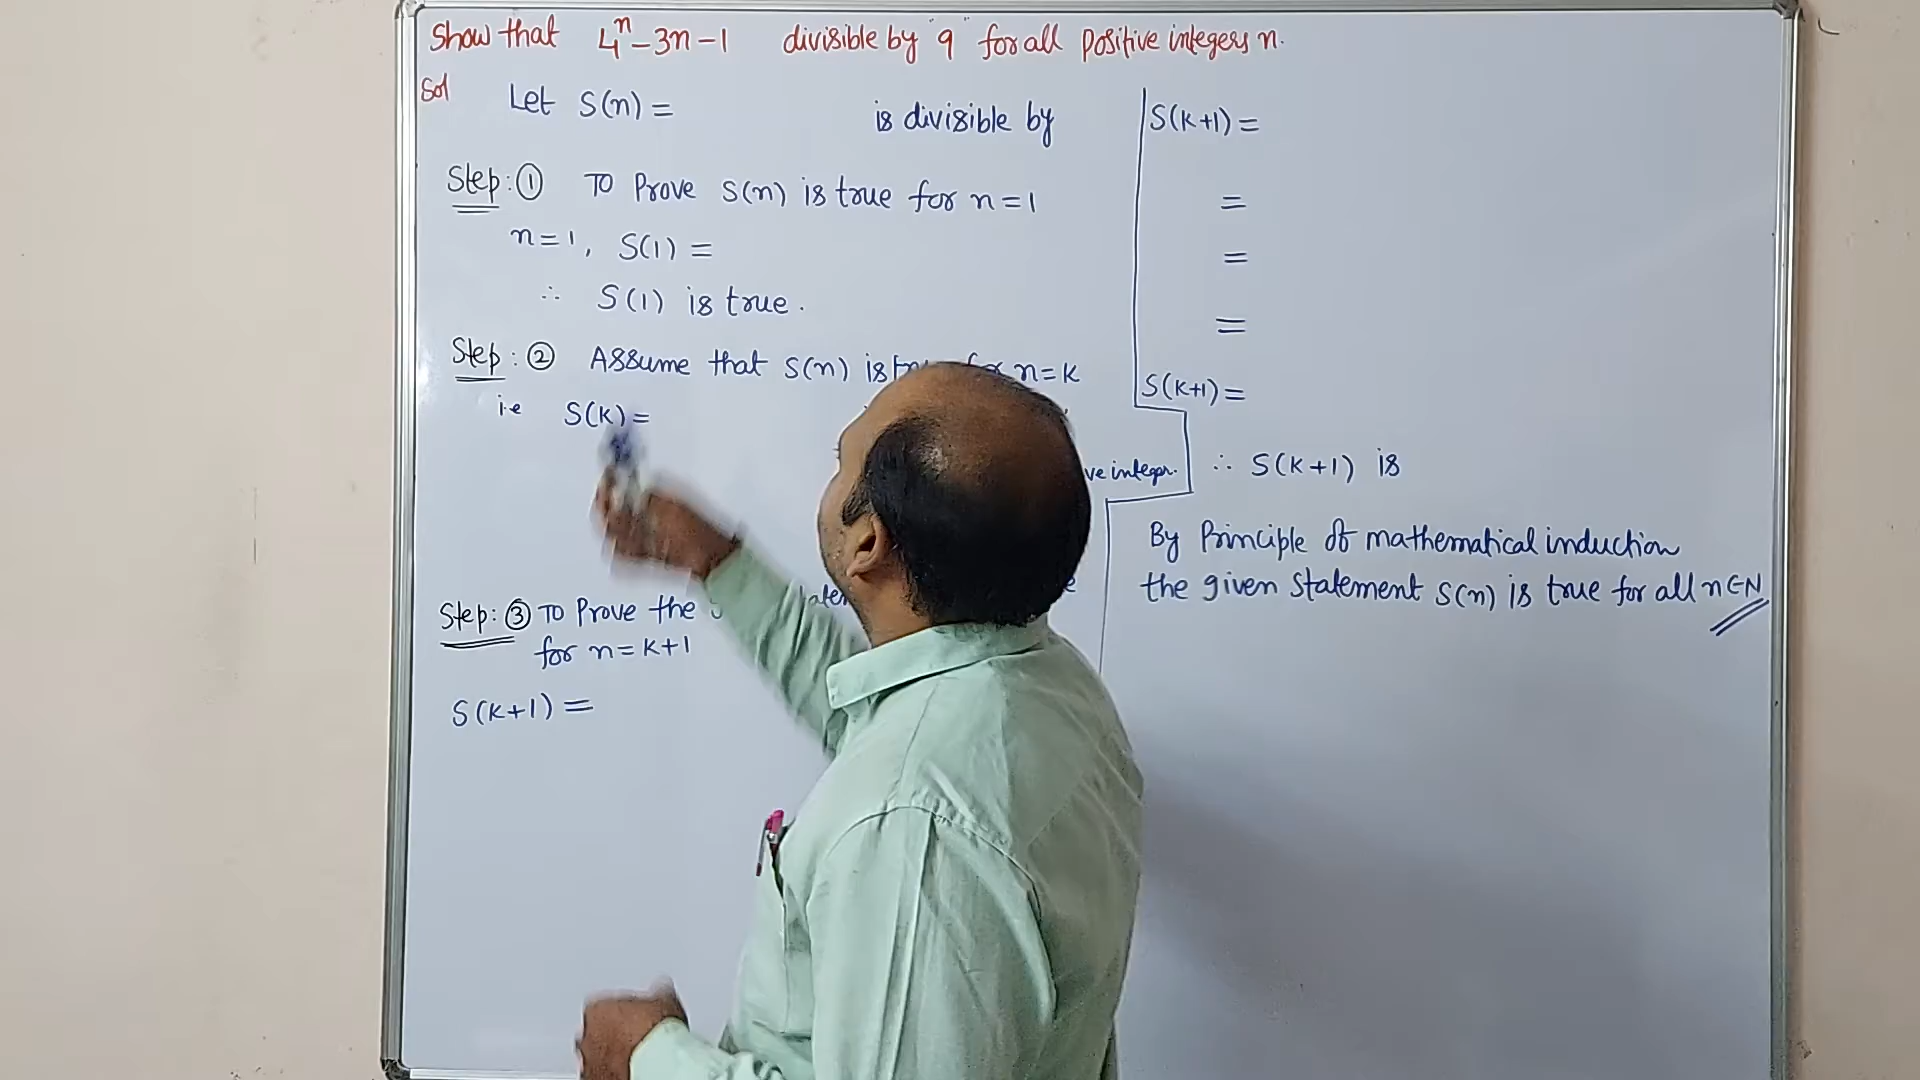 Show that 4ⁿ-3n-1 divisible by "9" for all positive integers n.
Sol Let S(n) = is divisible by
Step: ① To Prove S(n) is true for n=1
n=1, S(1) =
∴ S(1) is true.
Step: ② Assume that S(n) is n=k
i.e S(k) =
ve integr.
Step: ③ To Prove the
for n=k+1
S(k+1) =
S(k+1) =
=
=
=
S(k+1) =
∴ S(k+1) is
By Principle of mathematical induction
the given statement S(n) is true for all n∈N